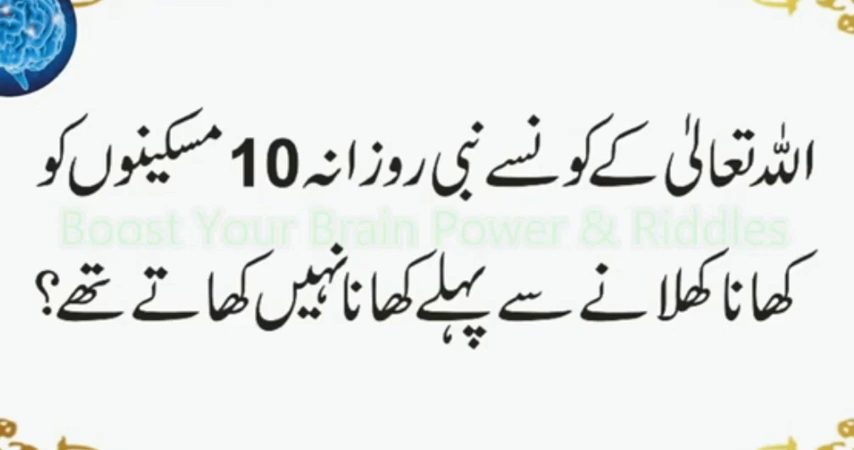 اللہ تعالیٰ کے کونسے نبی روزانہ 10 مسکینوں کو
Boost Your Brain Power & Riddles
کھانا کھلانے سے پہلے کھانا نہیں کھاتے تھے؟